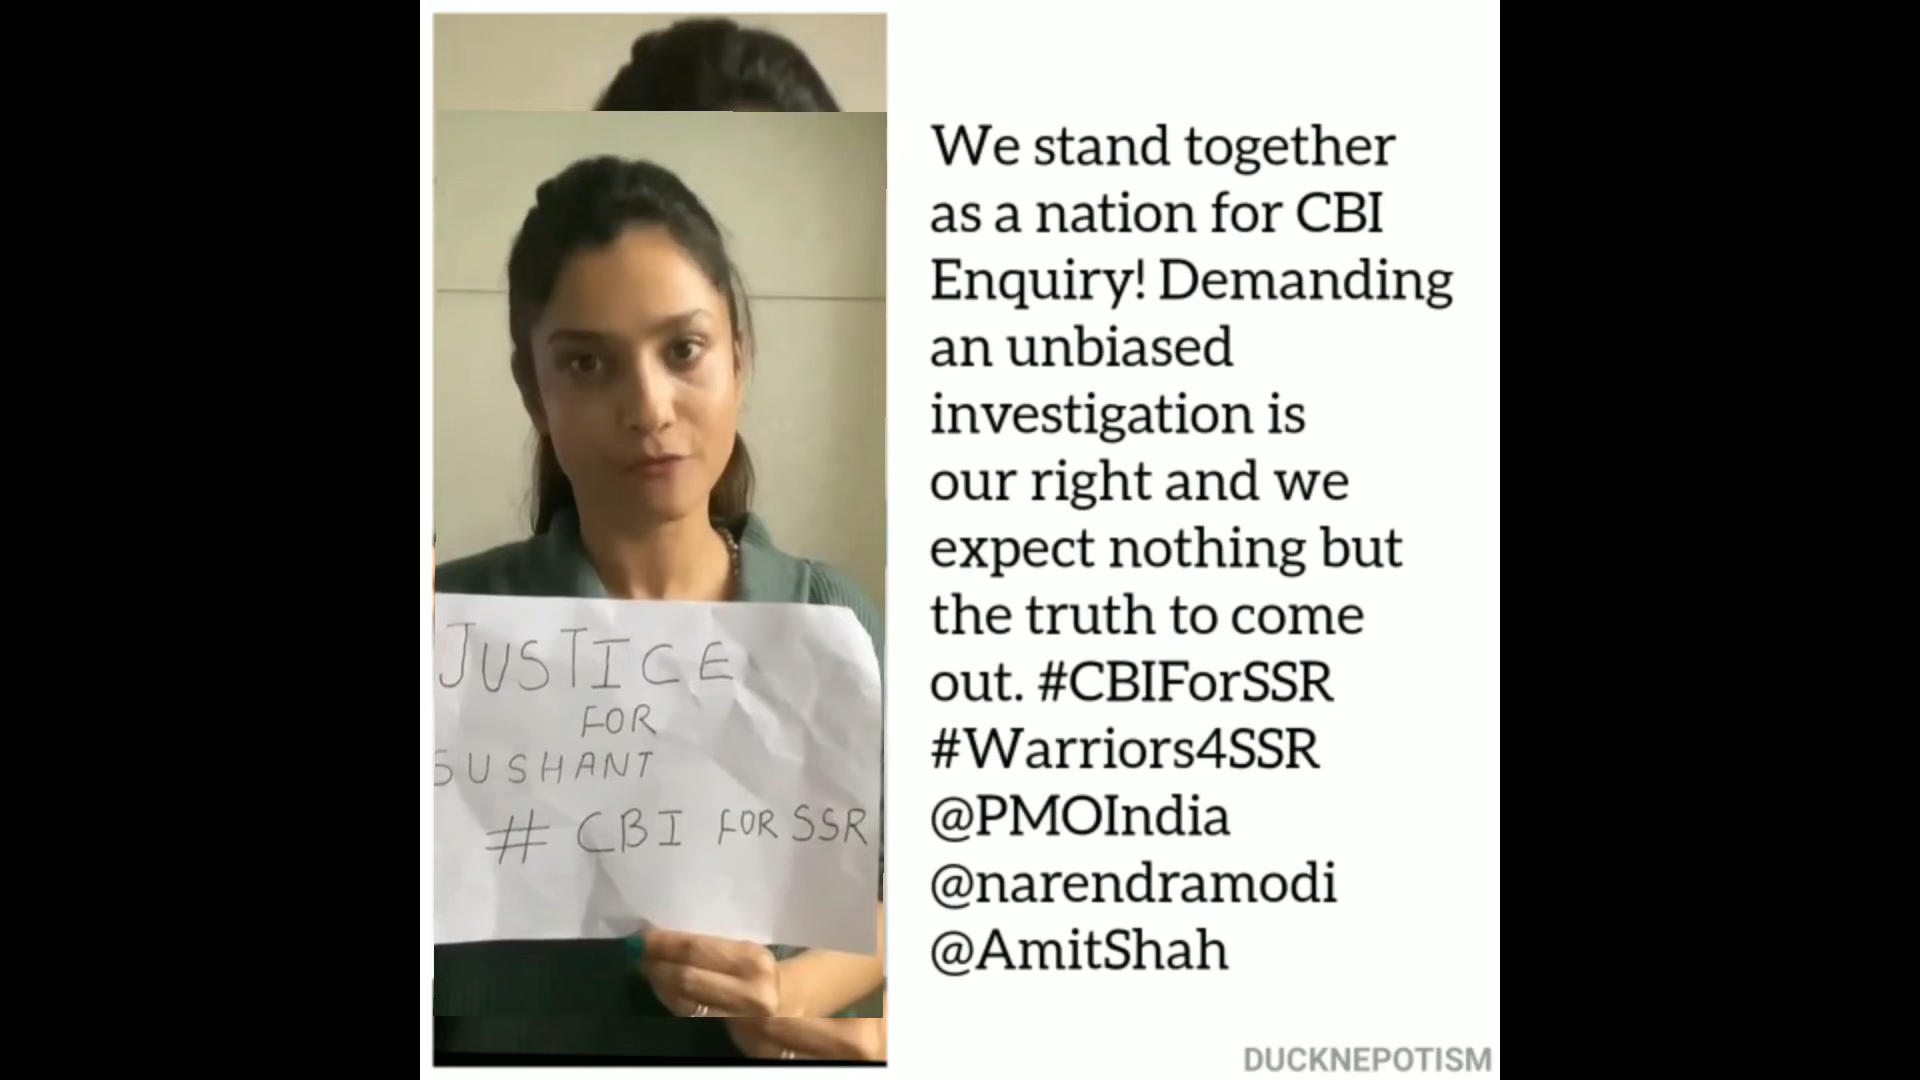 JUSTICE
FOR
SUSHANT
# CBI FOR SSR
We stand together
as a nation for CBI
Enquiry! Demanding
an unbiased
investigation is
our right and we
expect nothing but
the truth to come
out. #CBIForSSR
#Warriors4SSR
@PMOIndia
@narendramodi
@AmitShah
DUCKNEPOTISM